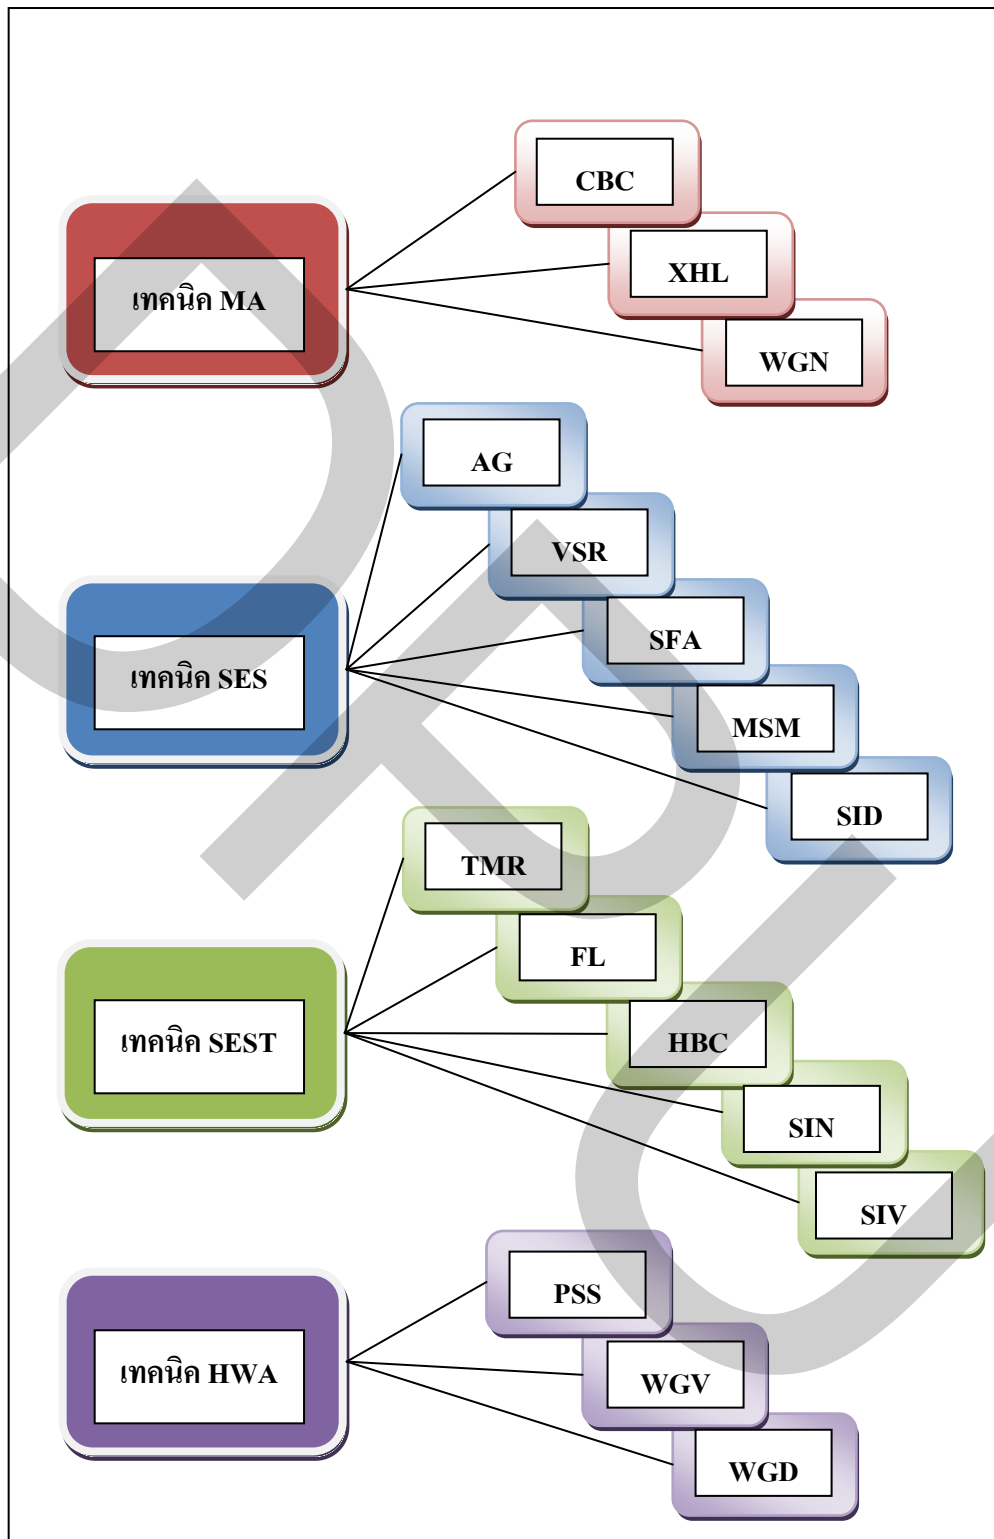 เทคนิค MA
CBC
XHL
WGN
เทคนิค SES
AG
VSR
SFA
MSM
SID
เทคนิค SEST
TMR
FL
HBC
SIN
SIV
เทคนิค HWA
PSS
WGV
WGD